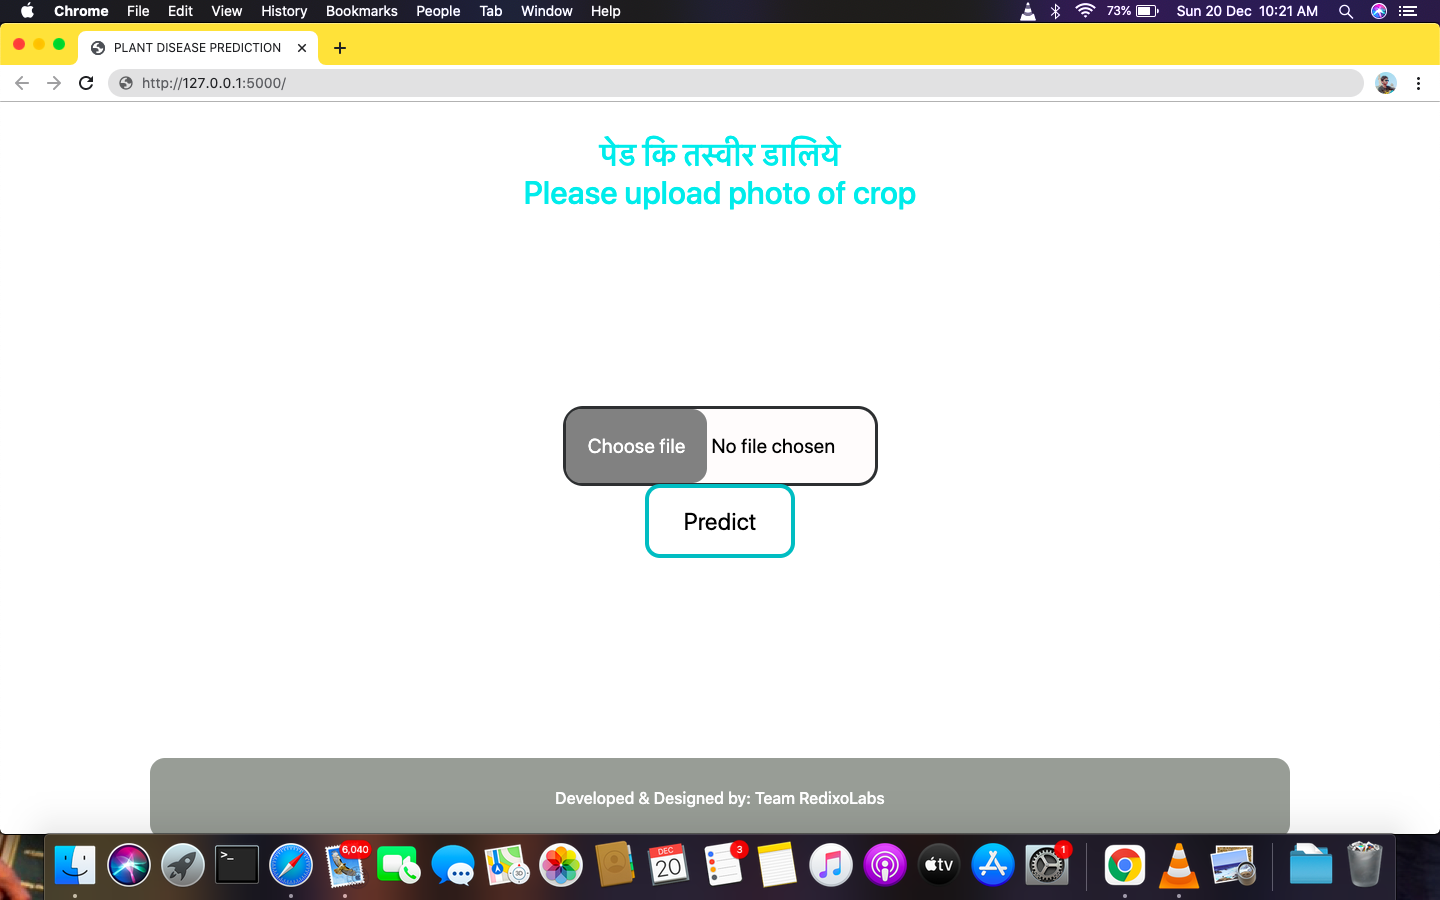 Chrome File Edit View History Bookmarks People Tab Window Help 73% Sun 20 Dec 10:21 AM
PLANT DISEASE PREDICTION
http://127.0.0.1:5000/
पेड कि तस्वीर डालिये
Please upload photo of crop
Choose file No file chosen
Predict
Developed & Designed by: Team RedixoLabs
6,040 3D DEC 20 3 tv 1